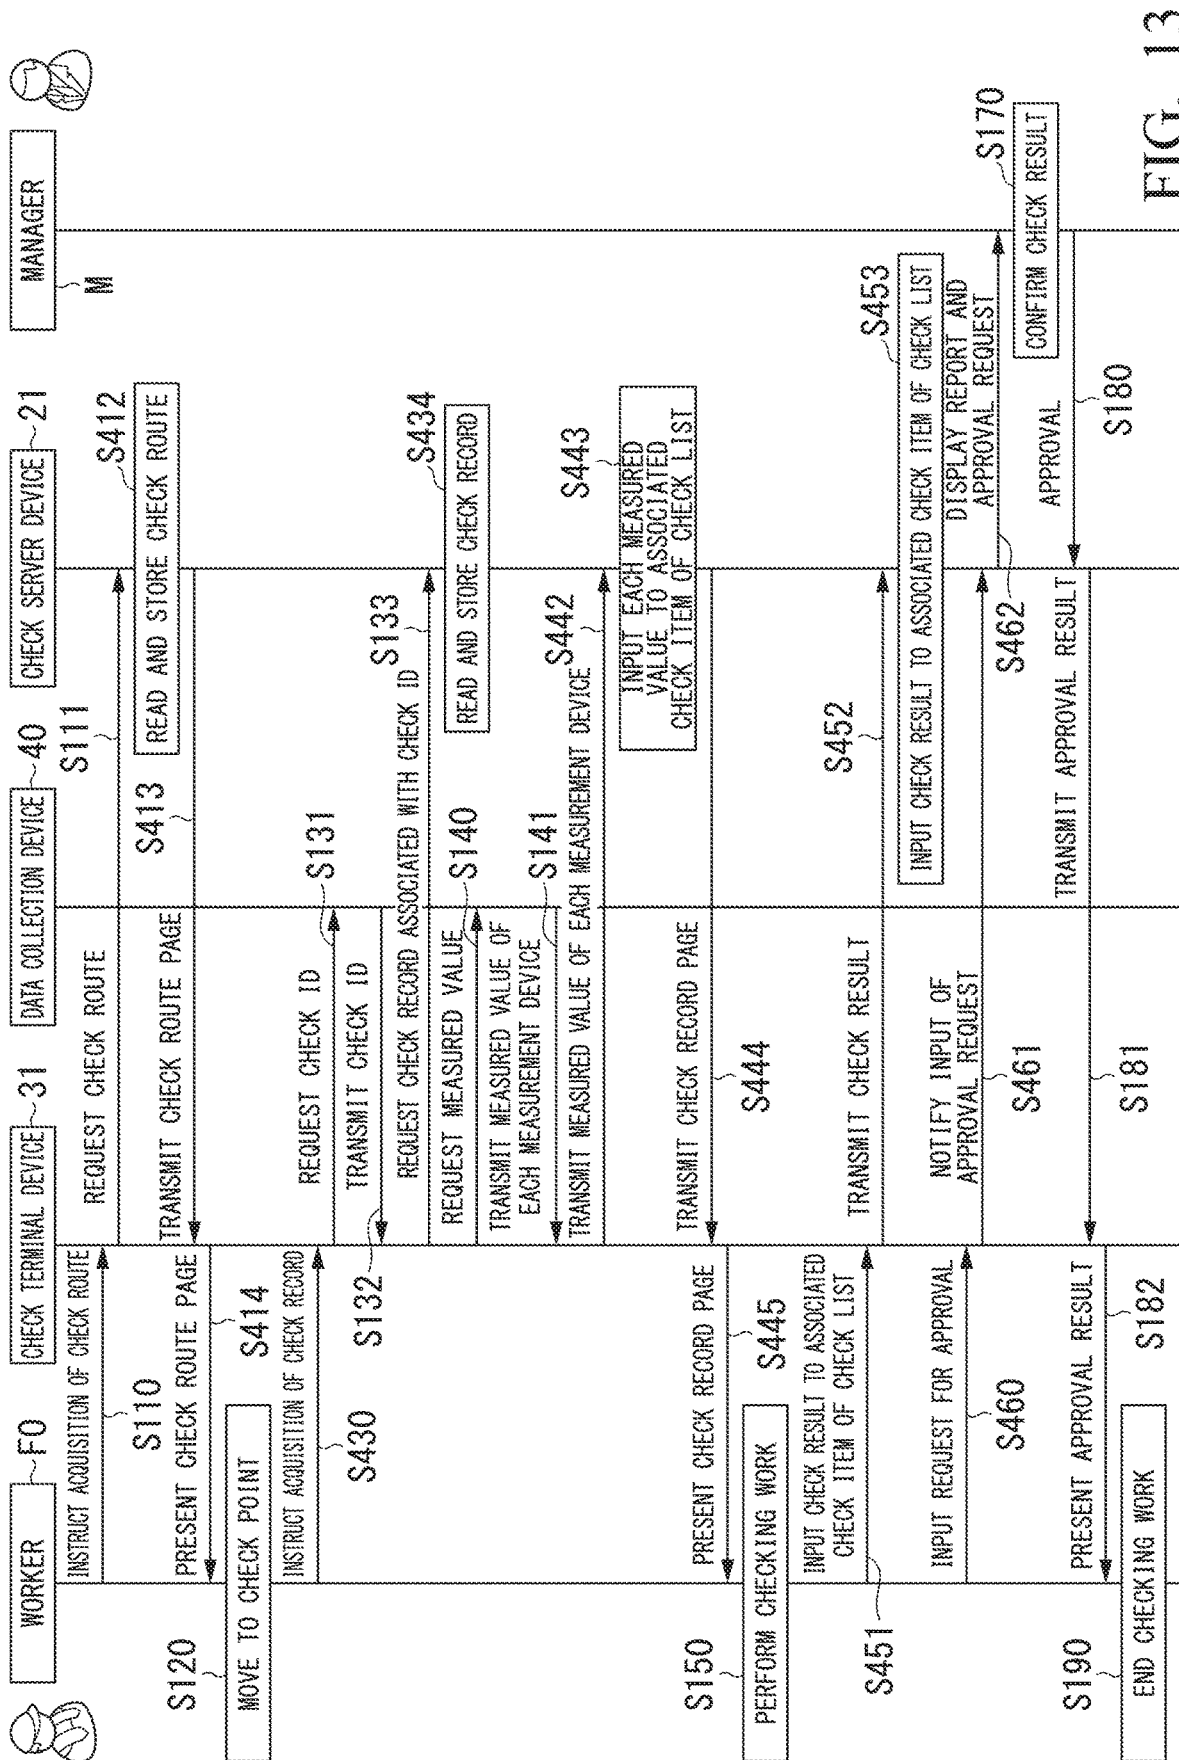 WORKER
F0
CHECK TERMINAL DEVICE
31
DATA COLLECTION DEVICE
40
CHECK SERVER DEVICE
21
MANAGER
M
INSTRUCT ACQUISITION OF CHECK ROUTE
S110
REQUEST CHECK ROUTE
S111
READ AND STORE CHECK ROUTE
S412
TRANSMIT CHECK ROUTE PAGE
S413
PRESENT CHECK ROUTE PAGE
S414
S120
MOVE TO CHECK POINT
INSTRUCT ACQUISITION OF CHECK RECORD
S430
REQUEST CHECK ID
S131
TRANSMIT CHECK ID
S132
REQUEST CHECK RECORD ASSOCIATED WITH CHECK ID
S133
READ AND STORE CHECK RECORD
S434
REQUEST MEASURED VALUE
S140
TRANSMIT MEASURED VALUE OF
EACH MEASUREMENT DEVICE
S141
TRANSMIT MEASURED VALUE OF EACH MEASUREMENT DEVICE
S442
INPUT EACH MEASURED
VALUE TO ASSOCIATED
CHECK ITEM OF CHECK LIST
S443
TRANSMIT CHECK RECORD PAGE
S444
PRESENT CHECK RECORD PAGE
S445
S150
PERFORM CHECKING WORK
INPUT CHECK RESULT TO ASSOCIATED
CHECK ITEM OF CHECK LIST
S451
TRANSMIT CHECK RESULT
S452
INPUT CHECK RESULT TO ASSOCIATED CHECK ITEM OF CHECK LIST
S453
INPUT REQUEST FOR APPROVAL
S460
NOTIFY INPUT OF
APPROVAL REQUEST
S461
DISPLAY REPORT AND
APPROVAL REQUEST
S462
CONFIRM CHECK RESULT
S170
APPROVAL
S180
TRANSMIT APPROVAL RESULT
S181
PRESENT APPROVAL RESULT
S182
S190
END CHECKING WORK
FIG. 13